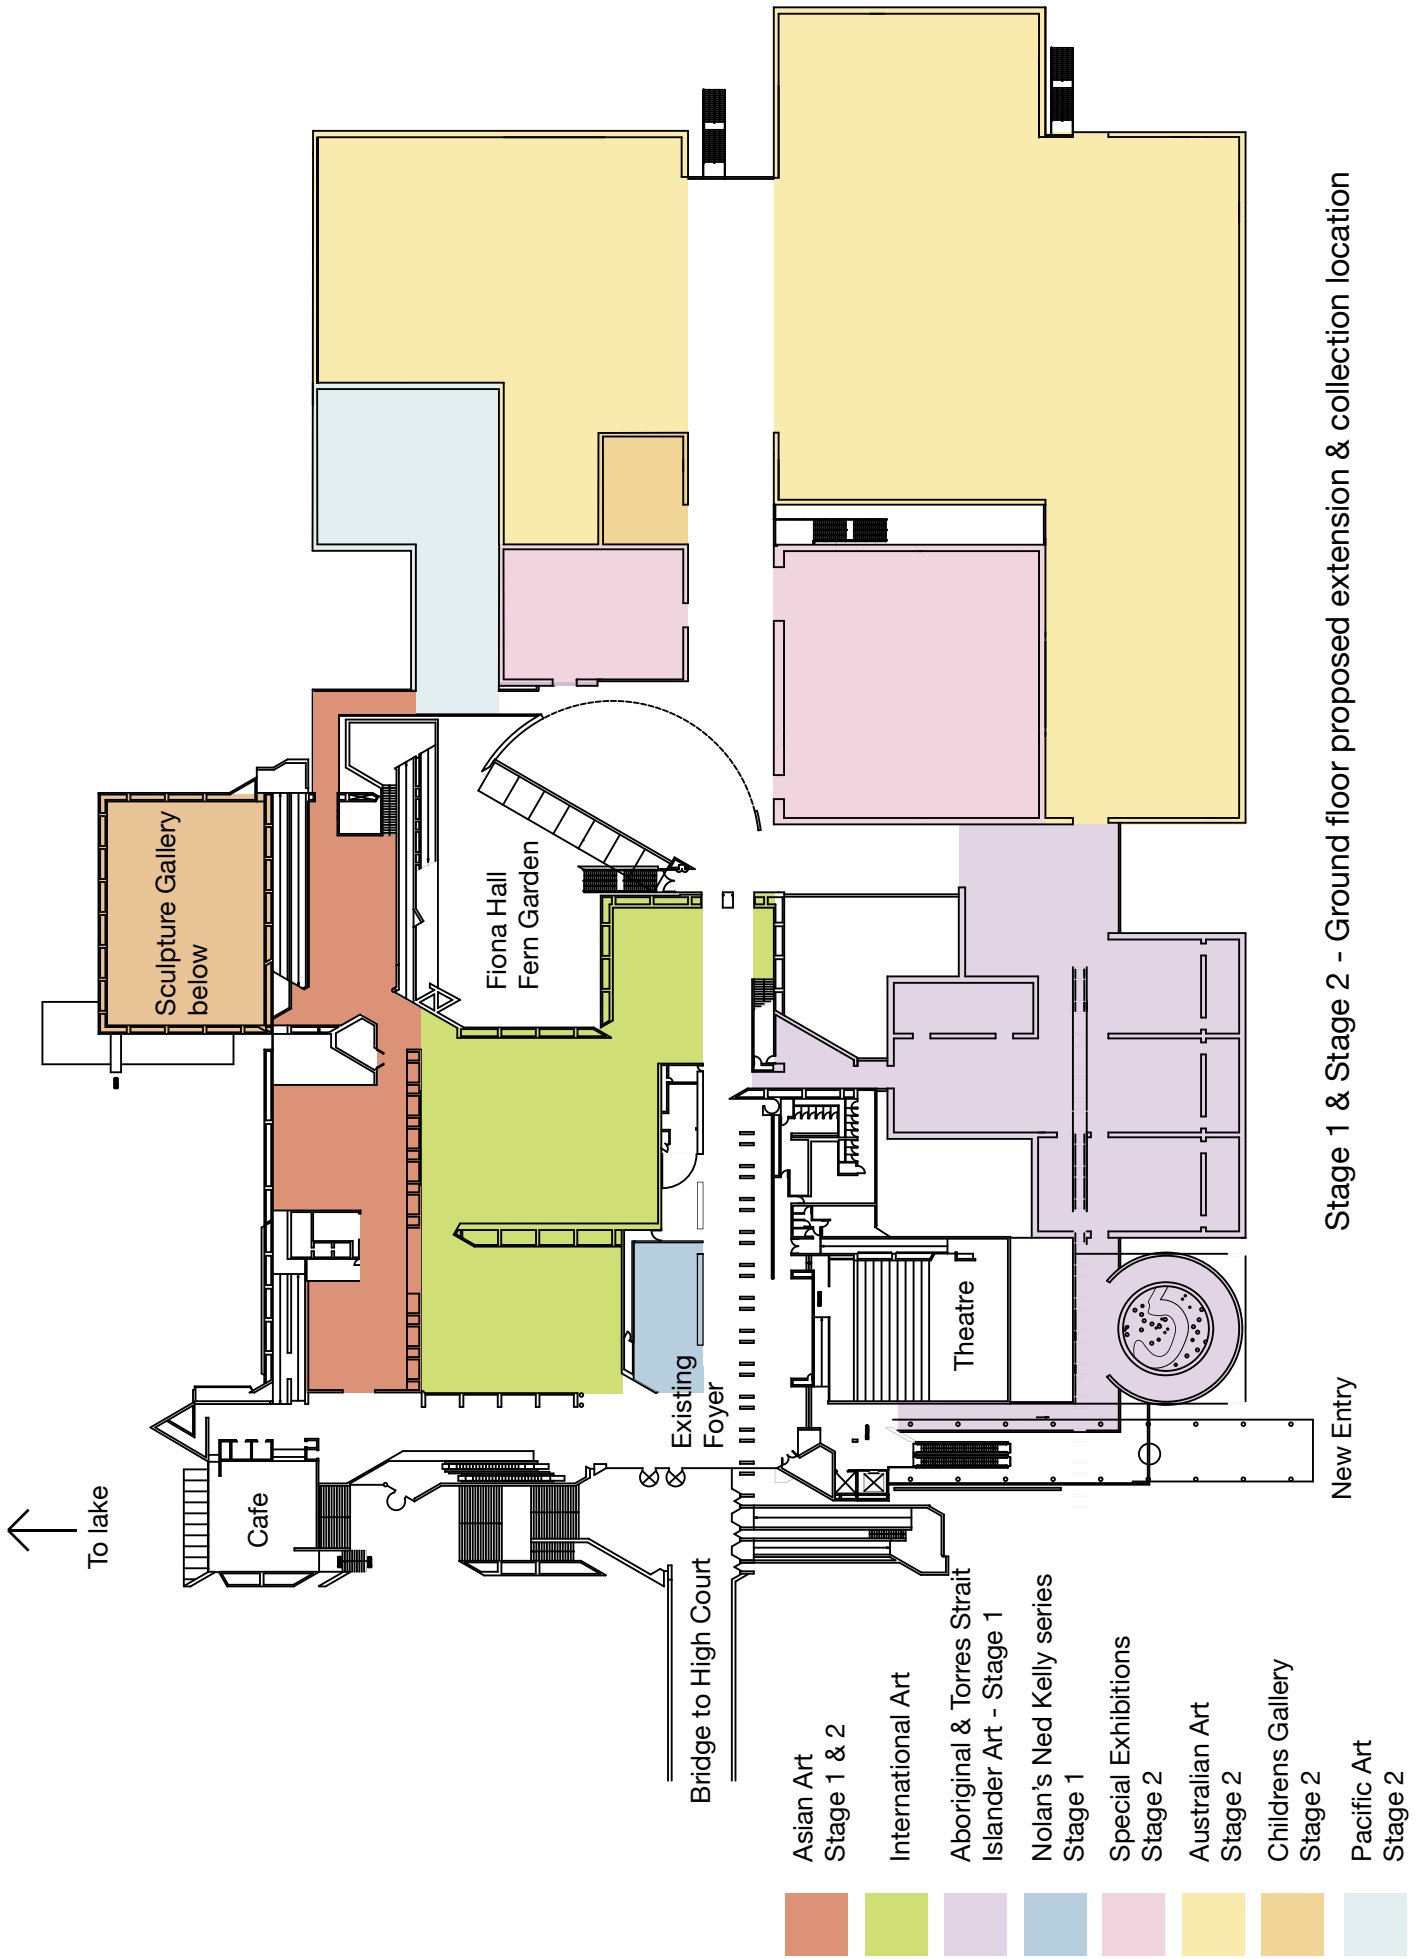 To lake
Cafe
Sculpture Gallery
below
Fiona Hall
Fern Garden
Existing
Foyer
Bridge to High Court
Theatre
New Entry
Stage 1 & Stage 2 - Ground floor proposed extension & collection location
Asian Art
Stage 1 & 2
International Art
Aboriginal & Torres Strait
Islander Art - Stage 1
Nolan's Ned Kelly series
Stage 1
Special Exhibitions
Stage 2
Australian Art
Stage 2
Childrens Gallery
Stage 2
Pacific Art
Stage 2